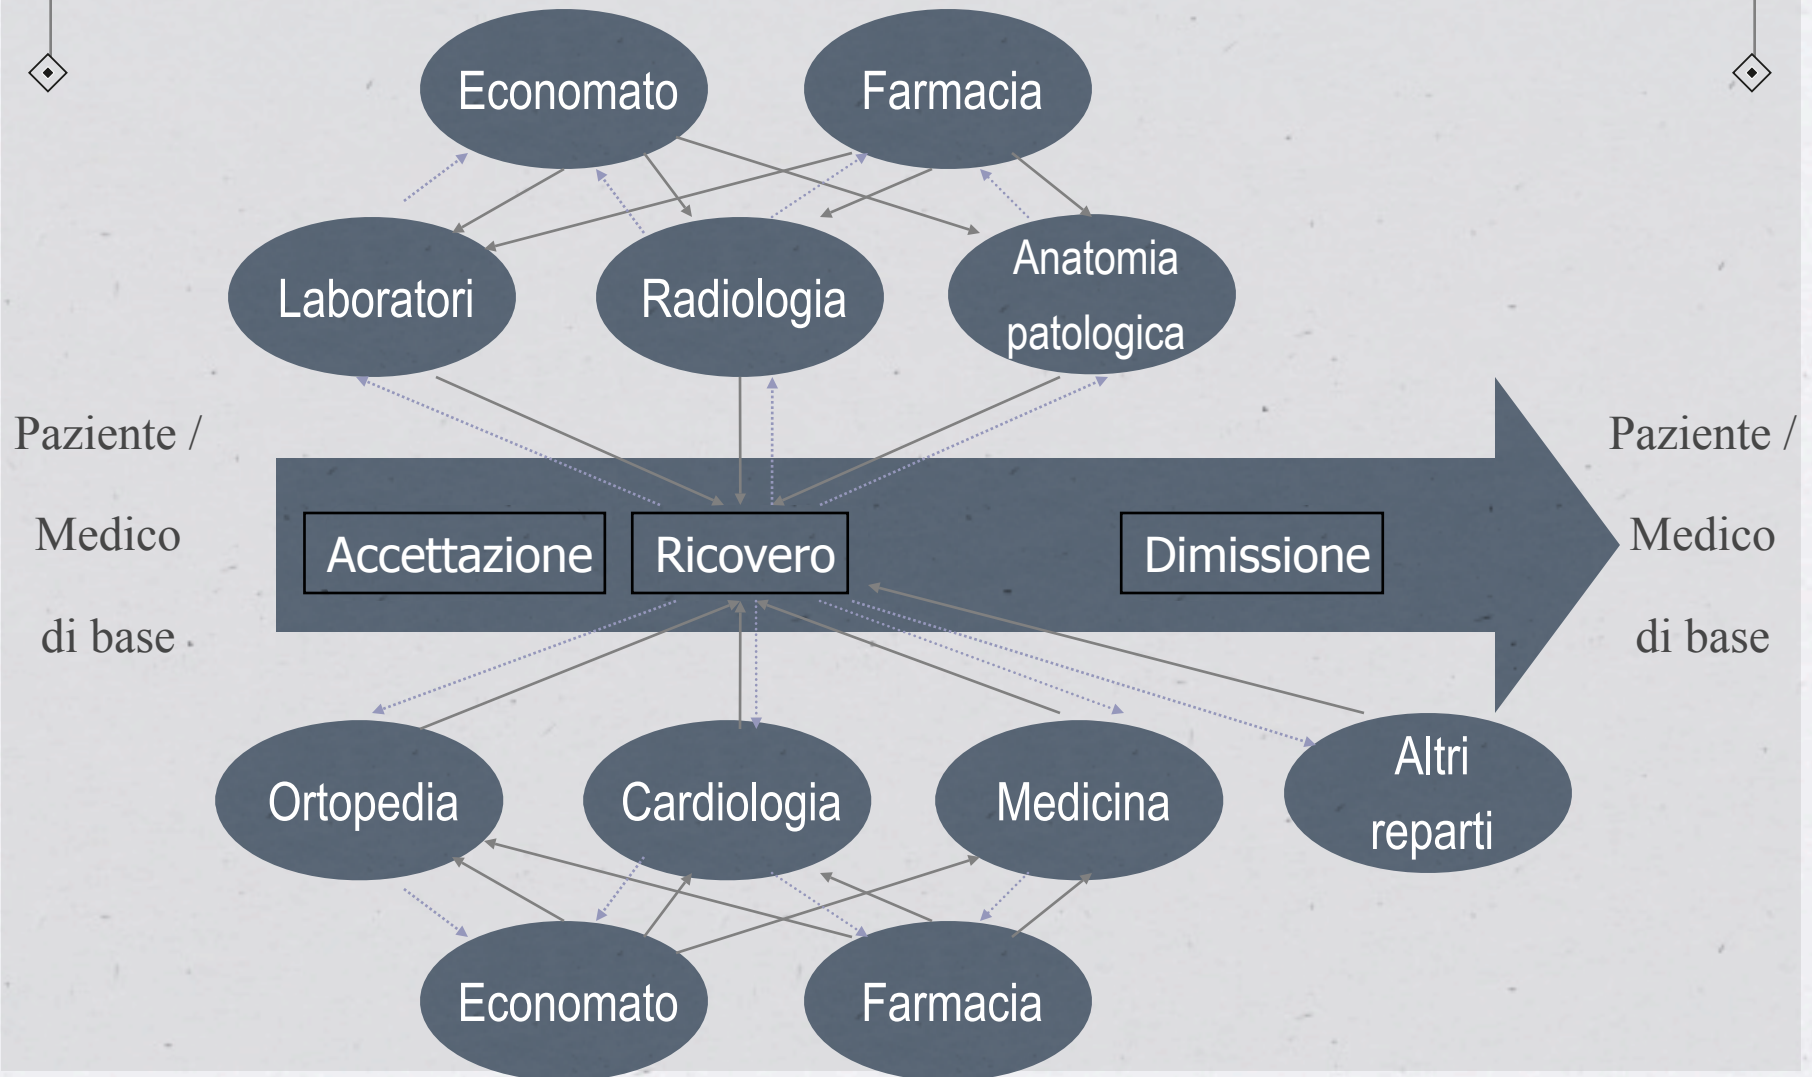 Economato
Farmacia
Laboratori
Radiologia
Anatomia
patologica
Paziente /
Medico
di base
Accettazione
Ricovero
Dimissione
Paziente /
Medico
di base
Ortopedia
Cardiologia
Medicina
Altri
reparti
Economato
Farmacia